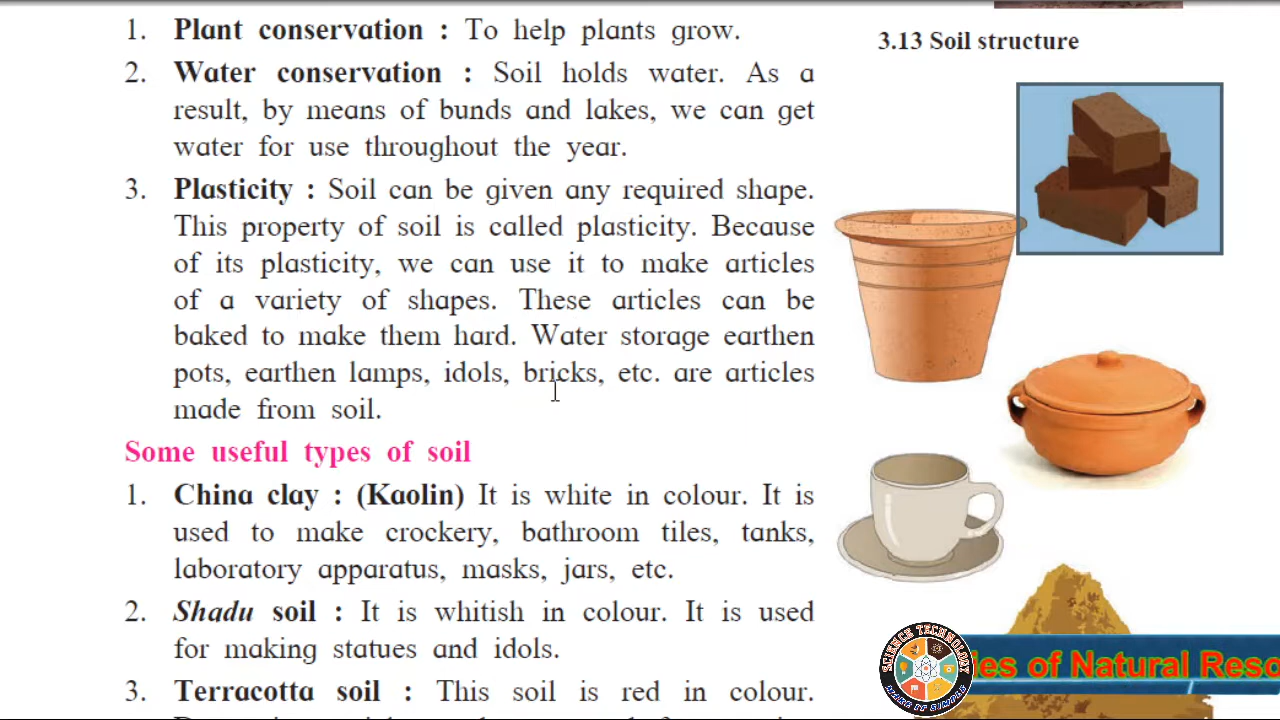 1. Plant conservation : To help plants grow.
2. Water conservation : Soil holds water. As a
result, by means of bunds and lakes, we can get
water for use throughout the year.
3. Plasticity : Soil can be given any required shape.
This property of soil is called plasticity. Because
of its plasticity, we can use it to make articles
of a variety of shapes. These articles can be
baked to make them hard. Water storage earthen
pots, earthen lamps, idols, bricks, etc. are articles
made from soil.
Some useful types of soil
1. China clay : (Kaolin) It is white in colour. It is
used to make crockery, bathroom tiles, tanks,
laboratory apparatus, masks, jars, etc.
2. Shadu soil : It is whitish in colour. It is used
for making statues and idols.
3. Terracotta soil : This soil is red in colour.
3.13 Soil structure
SCIENCE TECHNOLOGY
MADE OF SIMPLE
ies of Natural Reso